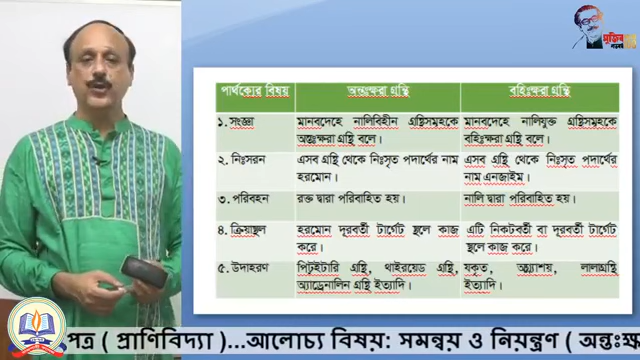 মুজিব
পার্থক্যের বিষয় অন্তঃক্ষরা গ্রন্থি বহিঃক্ষরা গ্রন্থি
১. সংজ্ঞা মানবদেহে নালিবিহীন গ্রন্থিসমূহকে মানবদেহে নালিযুক্ত গ্রন্থিসমূহকে
অন্তঃক্ষরা গ্রন্থি বলে। বহিঃক্ষরা গ্রন্থি বলে।
২. নিঃসরন এসব গ্রন্থি থেকে নিঃসৃত পদার্থের নাম এসব গ্রন্থি থেকে নিঃসৃত পদার্থের
হরমোন। নাম এনজাইম।
৩. পরিবহন রক্ত দ্বারা পরিবাহিত হয়। নালি দ্বারা পরিবাহিত হয়।
৪. ক্রিয়াস্থল হরমোন দূরবর্তী টার্গেট স্থলে কাজ এটি নিকটবর্তী বা দূরবর্তী টার্গেট
করে। স্থলে কাজ করে।
৫. উদাহরণ পিটুইটারি গ্রন্থি, থাইরয়েড গ্রন্থি, যকৃত, অগ্ন্যাশয়, লালাগ্রন্থি
অ্যাড্রেনালিন গ্রন্থি ইত্যাদি। ইত্যাদি।
পত্র ( প্রাণিবিদ্যা )...আলোচ্য বিষয়: সমন্বয় ও নিয়ন্ত্রণ ( অন্তঃক্ষ